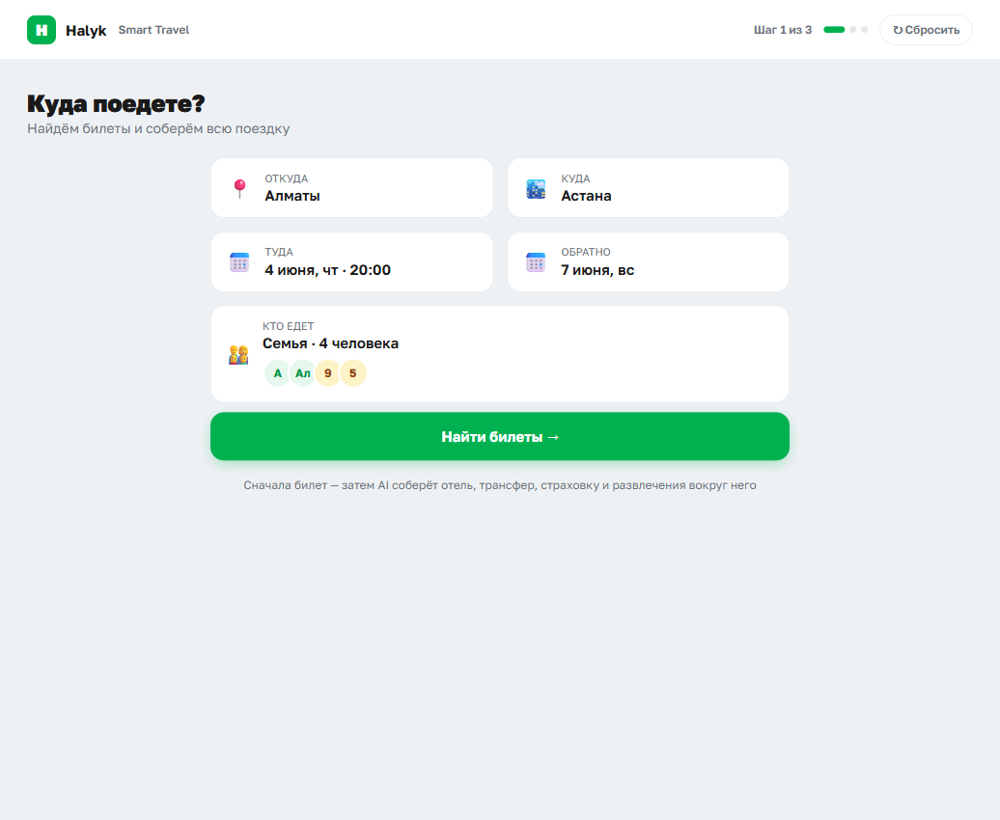 H Halyk Smart Travel Шаг 1 из 3 ↻ Сбросить
Куда поедете?
Найдём билеты и соберём всю поездку
ОТКУДА
Алматы
КУДА
Астана
ТУДА
4 июня, чт · 20:00
ОБРАТНО
7 июня, вс
КТО ЕДЕТ
Семья · 4 человека
А Ал 9 5
Найти билеты →
Сначала билет — затем AI соберёт отель, трансфер, страховку и развлечения вокруг него